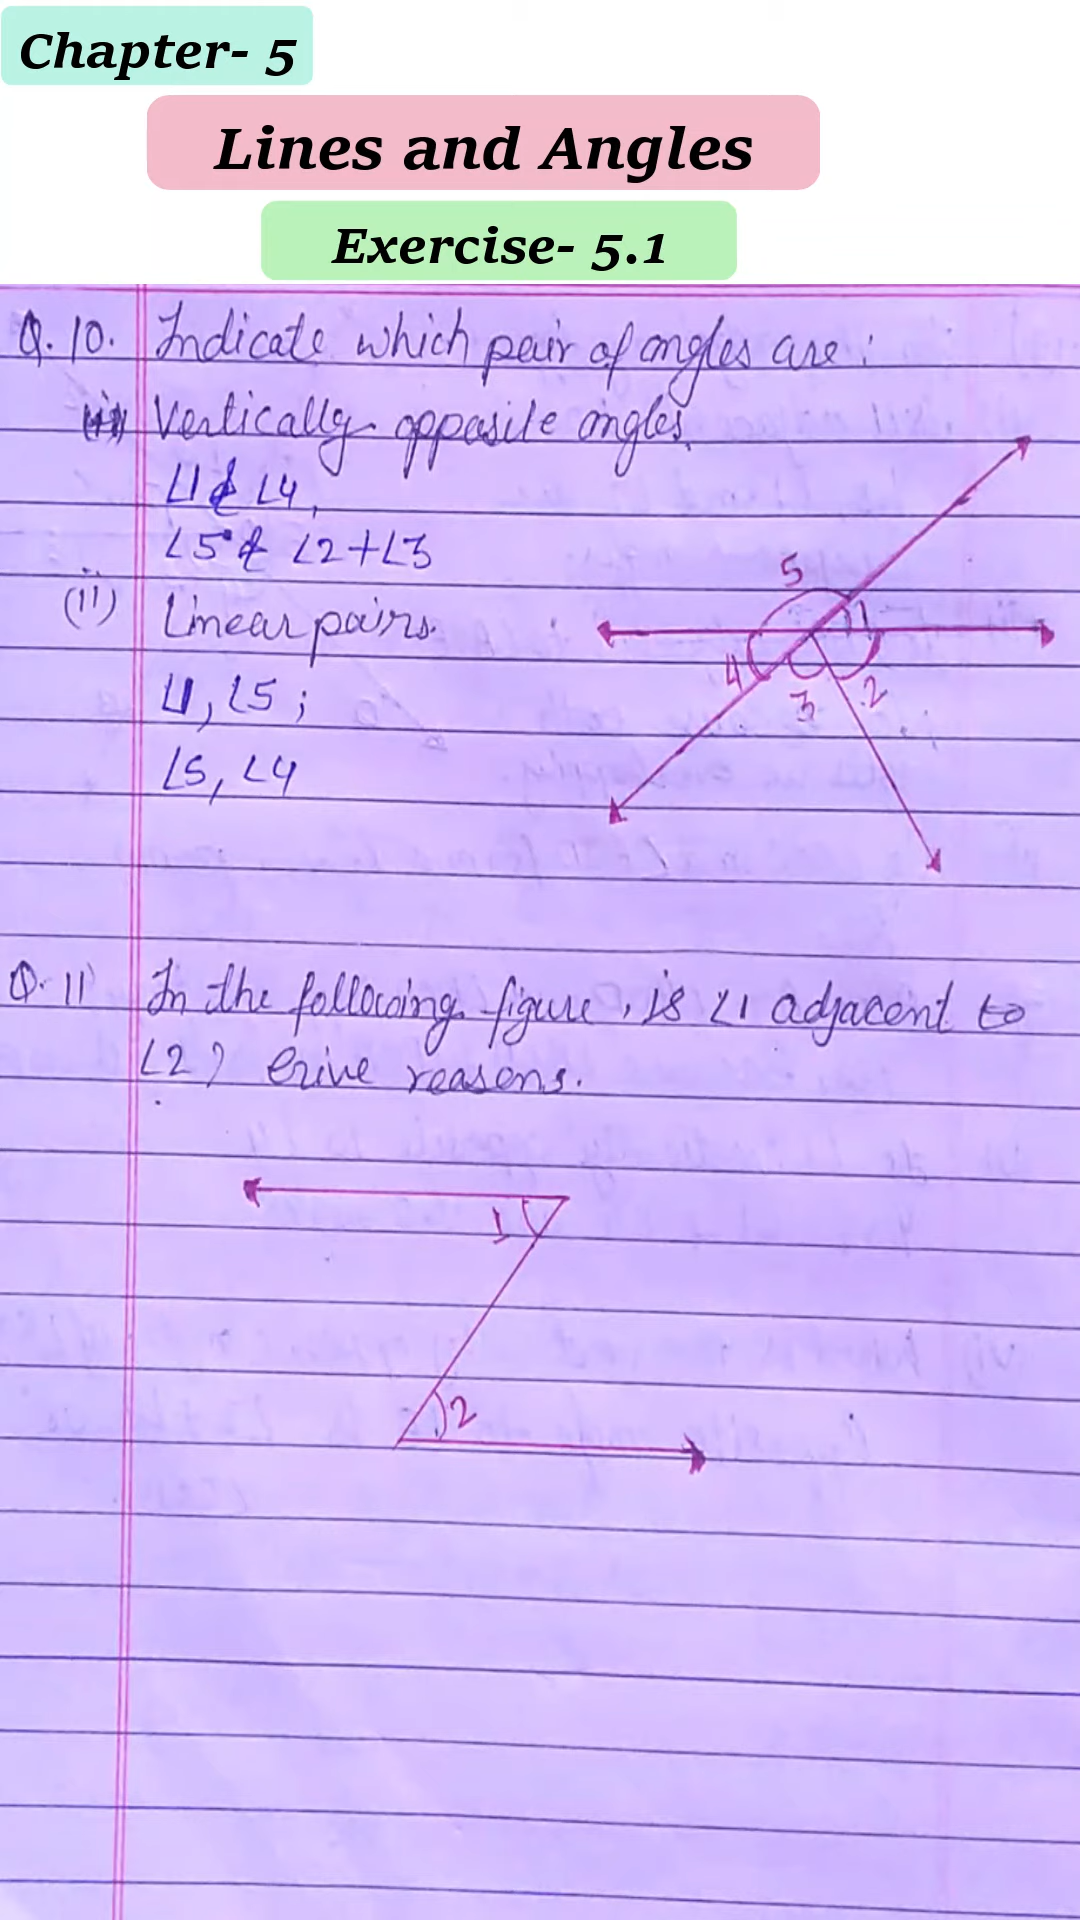 Chapter- 5
Lines and Angles
Exercise- 5.1
Q. 10. Indicate which pair of angles are:
Vertically opposite angles.
∠1 & ∠4,
∠5 & ∠2+∠3
(ii) Linear pairs.
∠1, ∠5 ;
∠5, ∠4
5
1
4
3
2
Q. 11 In the following figure, is ∠1 adjacent to
∠2? Give reasons.
1
2